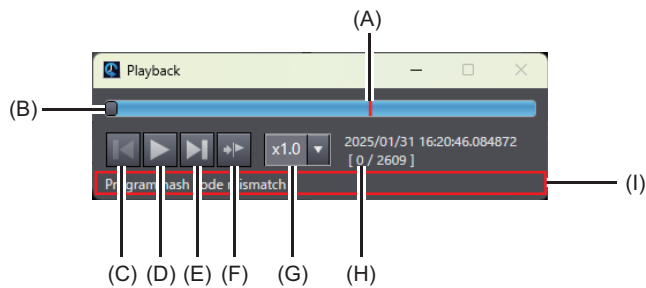 (A)
Playback
(B)
x1.0
2025/01/31 16:20:46.084872
[ 0 / 2609 ]
Program hash code mismatch
(I)
(C) (D) (E) (F) (G) (H)